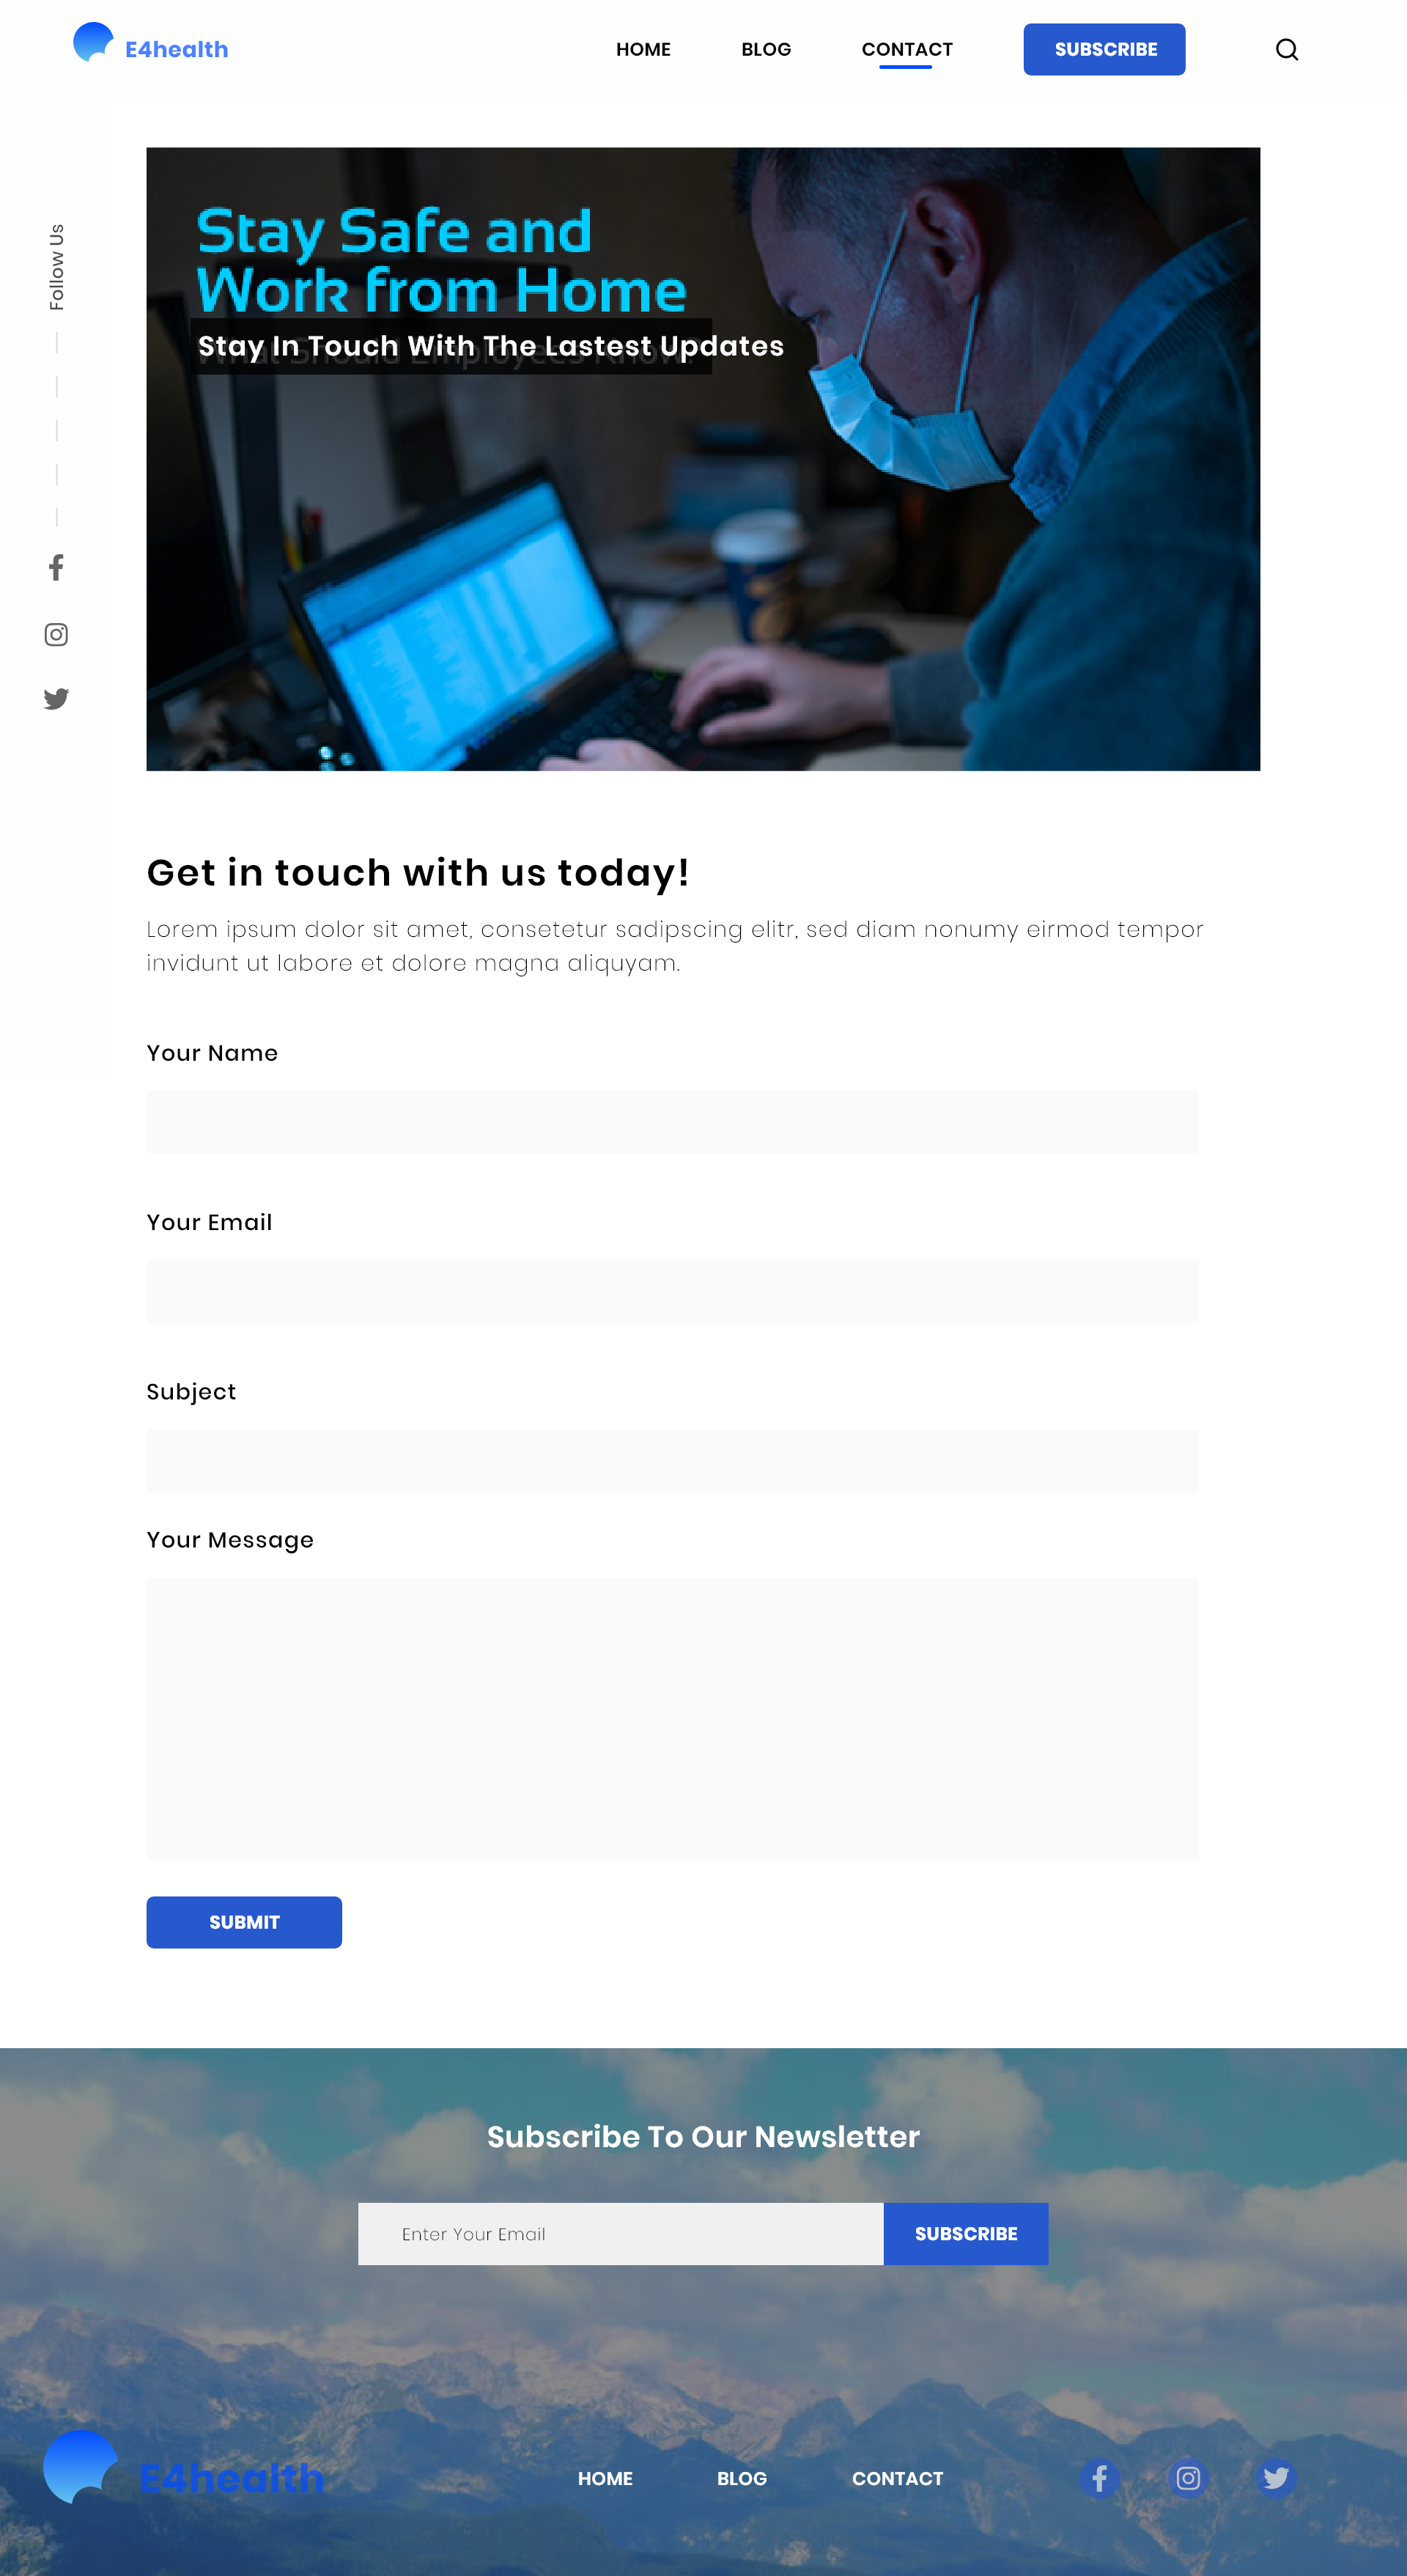 E4health
HOME
BLOG
CONTACT
SUBSCRIBE
Follow Us
Stay Safe and
Work from Home
Stay In Touch With The Lastest Updates
Get in touch with us today!
Lorem ipsum dolor sit amet, consetetur sadipscing elitr, sed diam nonumy eirmod tempor
invidunt ut labore et dolore magna aliquyam.
Your Name
Your Email
Subject
Your Message
SUBMIT
Subscribe To Our Newsletter
Enter Your Email
SUBSCRIBE
E4health
HOME
BLOG
CONTACT